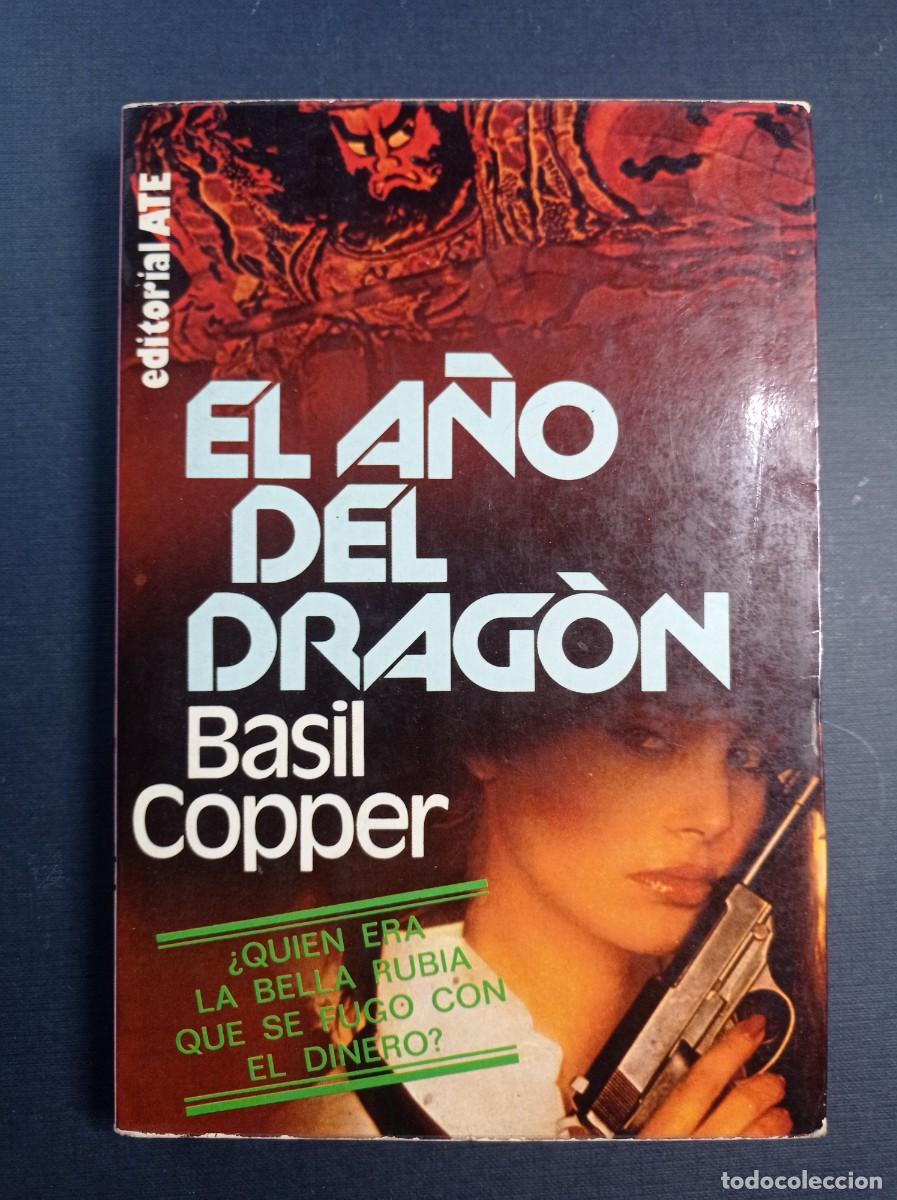 editorial ATE
EL AÑO
DEL
DRAGÒN
Basil
Copper
¿QUIEN ERA
LA BELLA RUBIA
QUE SE FUGO CON
EL DINERO?
todocoleccion